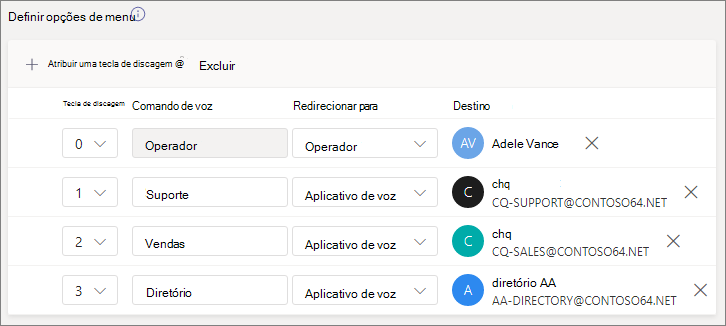 Definir opções de menu
Atribuir uma tecla de discagem @ Excluir
Tecla de discagem Comando de voz Redirecionar para Destino
0 Operador Operador AV Adele Vance
1 Suporte Aplicativo de voz C chq
CQ-SUPPORT@CONTOSO64.NET
2 Vendas Aplicativo de voz C chq
CQ-SALES@CONTOSO64.NET
3 Diretório Aplicativo de voz A diretório AA
AA-DIRECTORY@CONTOSO64.NET